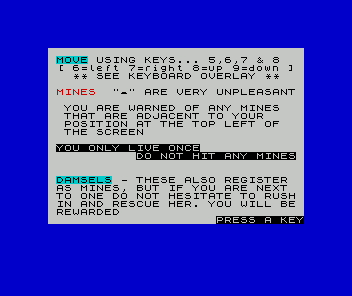 MOVE USING KEYS... 5,6,7 & 8
[ 6=left 7=right 8=up 9=down ]
** SEE KEYBOARD OVERLAY **
MINES "▂" ARE VERY UNPLEASANT
YOU ARE WARNED OF ANY MINES
THAT ARE ADJACENT TO YOUR
POSITION AT THE TOP LEFT OF
THE SCREEN
YOU ONLY LIVE ONCE
DO NOT HIT ANY MINES
DAMSELS - THESE ALSO REGISTER
AS MINES, BUT IF YOU ARE NEXT
TO ONE DO NOT HESITATE TO RUSH
IN AND RESCUE HER. YOU WILL BE
REWARDED
PRESS A KEY